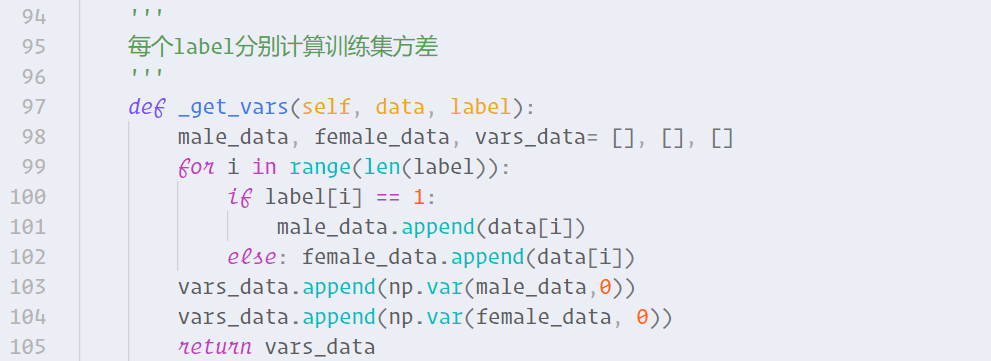 94 '''
95 每个label分别计算训练集方差
96 '''
97 def _get_vars(self, data, label):
98 male_data, female_data, vars_data= [], [], []
99 for i in range(len(label)):
100 if label[i] == 1:
101 male_data.append(data[i])
102 else: female_data.append(data[i])
103 vars_data.append(np.var(male_data,0))
104 vars_data.append(np.var(female_data, 0))
105 return vars_data